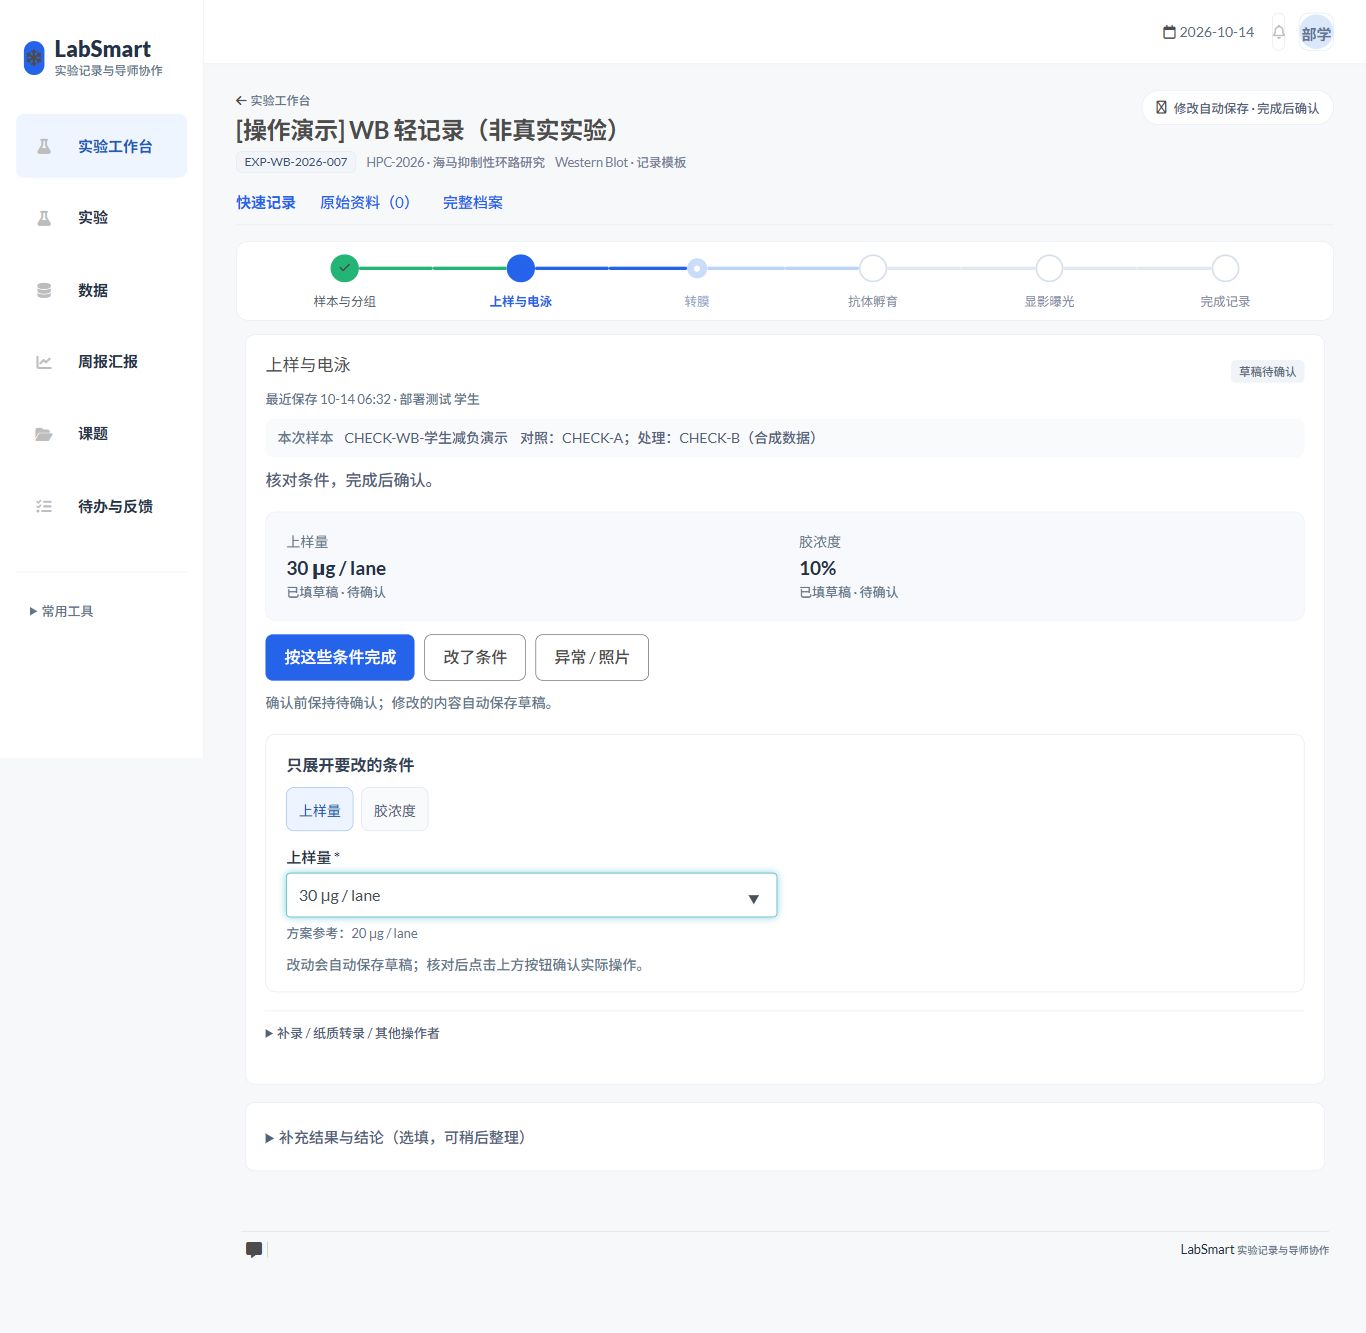 LabSmart
实验记录与导师协作
2026-10-14
部学
实验工作台
实验
数据
周报汇报
课题
待办与反馈
▶ 常用工具
← 实验工作台
[操作演示] WB 轻记录（非真实实验）
修改自动保存 · 完成后确认
EXP-WB-2026-007 HPC-2026 · 海马抑制性环路研究 Western Blot · 记录模板
快速记录 原始资料（0） 完整档案
样本与分组 上样与电泳 转膜 抗体孵育 显影曝光 完成记录
上样与电泳
草稿待确认
最近保存 10-14 06:32 · 部署测试 学生
本次样本 CHECK-WB-学生减负演示 对照：CHECK-A；处理：CHECK-B（合成数据）
核对条件，完成后确认。
上样量 胶浓度
30 µg / lane 10%
已填草稿 · 待确认 已填草稿 · 待确认
按这些条件完成 改了条件 异常 / 照片
确认前保持待确认；修改的内容自动保存草稿。
只展开要改的条件
上样量 胶浓度
上样量 *
30 µg / lane
方案参考：20 µg / lane
改动会自动保存草稿；核对后点击上方按钮确认实际操作。
▶ 补录 / 纸质转录 / 其他操作者
▶ 补充结果与结论（选填，可稍后整理）
LabSmart 实验记录与导师协作